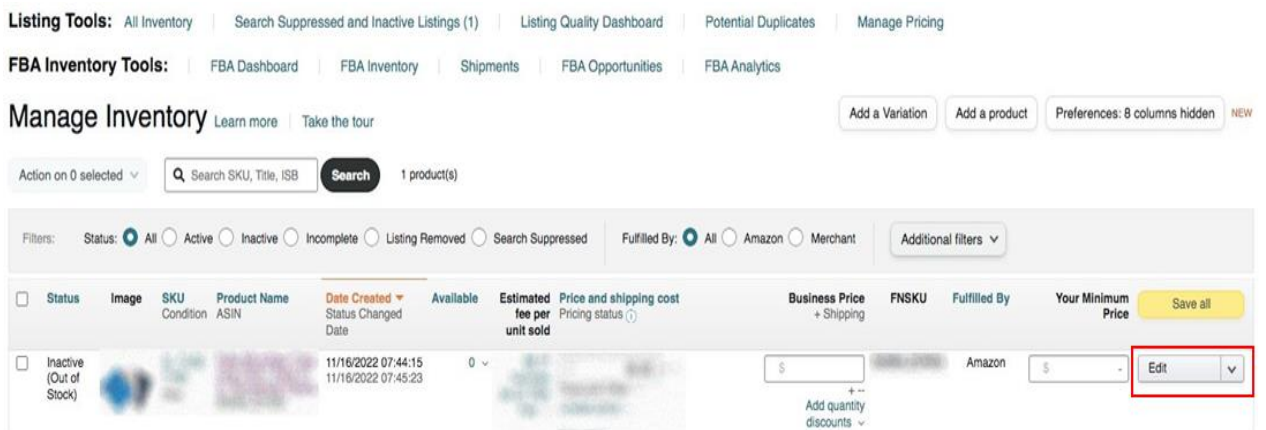 Listing Tools: All Inventory Search Suppressed and Inactive Listings (1) Listing Quality Dashboard Potential Duplicates Manage Pricing
FBA Inventory Tools: FBA Dashboard FBA Inventory Shipments FBA Opportunities FBA Analytics
Manage Inventory Learn more Take the tour Add a Variation Add a product Preferences: 8 columns hidden NEW
Action on 0 selected Search SKU, Title, ISB Search 1 product(s)
Filters: Status: All Active Inactive Incomplete Listing Removed Search Suppressed Fulfilled By: All Amazon Merchant Additional filters
Status Image SKU Product Name Date Created Available Estimated Price and shipping cost Business Price FNSKU Fulfilled By Your Minimum Save all
Condition ASIN Status Changed fee per Pricing status + Shipping Price
Date unit sold
Inactive 11/16/2022 07:44:15 0 $ Amazon $ - Edit
(Out of 11/16/2022 07:45:23
Stock) + --
Add quantity
discounts